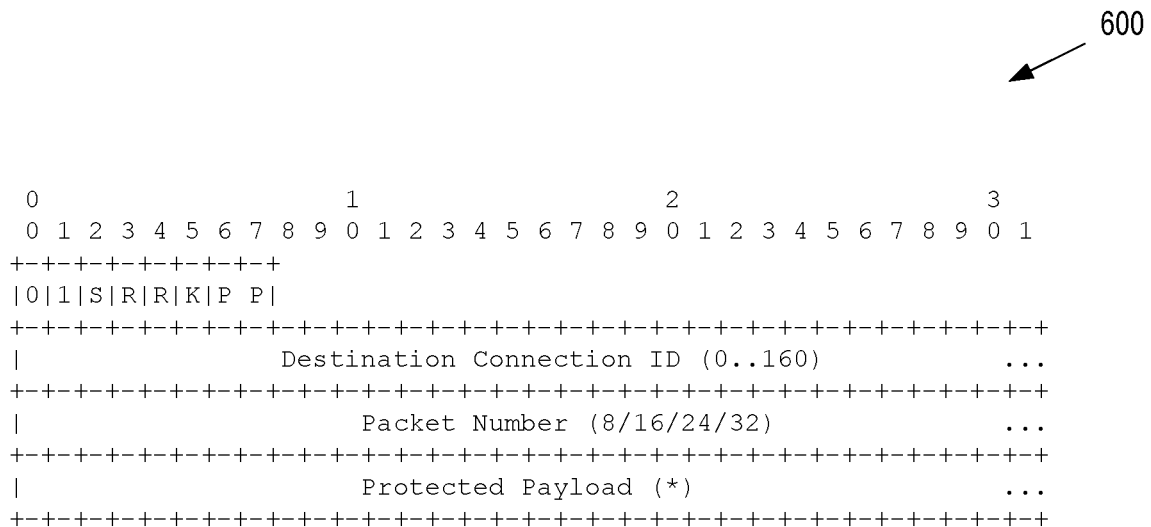 600
0                   1                   2                   3
0 1 2 3 4 5 6 7 8 9 0 1 2 3 4 5 6 7 8 9 0 1 2 3 4 5 6 7 8 9 0 1
+-+-+-+-+-+-+-+-+
|0|1|S|R|R|K|P P|
+-+-+-+-+-+-+-+-+-+-+-+-+-+-+-+-+-+-+-+-+-+-+-+-+-+-+-+-+-+-+-+-+
|                Destination Connection ID (0..160)           ...
+-+-+-+-+-+-+-+-+-+-+-+-+-+-+-+-+-+-+-+-+-+-+-+-+-+-+-+-+-+-+-+-+
|                     Packet Number (8/16/24/32)              ...
+-+-+-+-+-+-+-+-+-+-+-+-+-+-+-+-+-+-+-+-+-+-+-+-+-+-+-+-+-+-+-+-+
|                     Protected Payload (*)                   ...
+-+-+-+-+-+-+-+-+-+-+-+-+-+-+-+-+-+-+-+-+-+-+-+-+-+-+-+-+-+-+-+-+